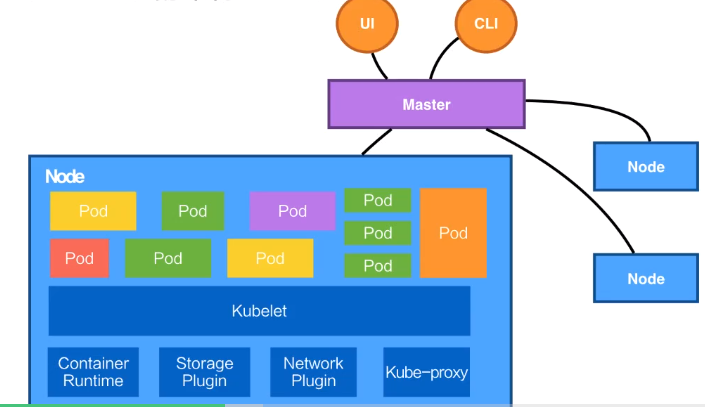 UI
CLI
Master
Node
Node
Node
Pod
Pod
Pod
Pod
Pod
Pod
Pod
Pod
Pod
Pod
Kubelet
Container
Runtime
Storage
Plugin
Network
Plugin
Kube-proxy